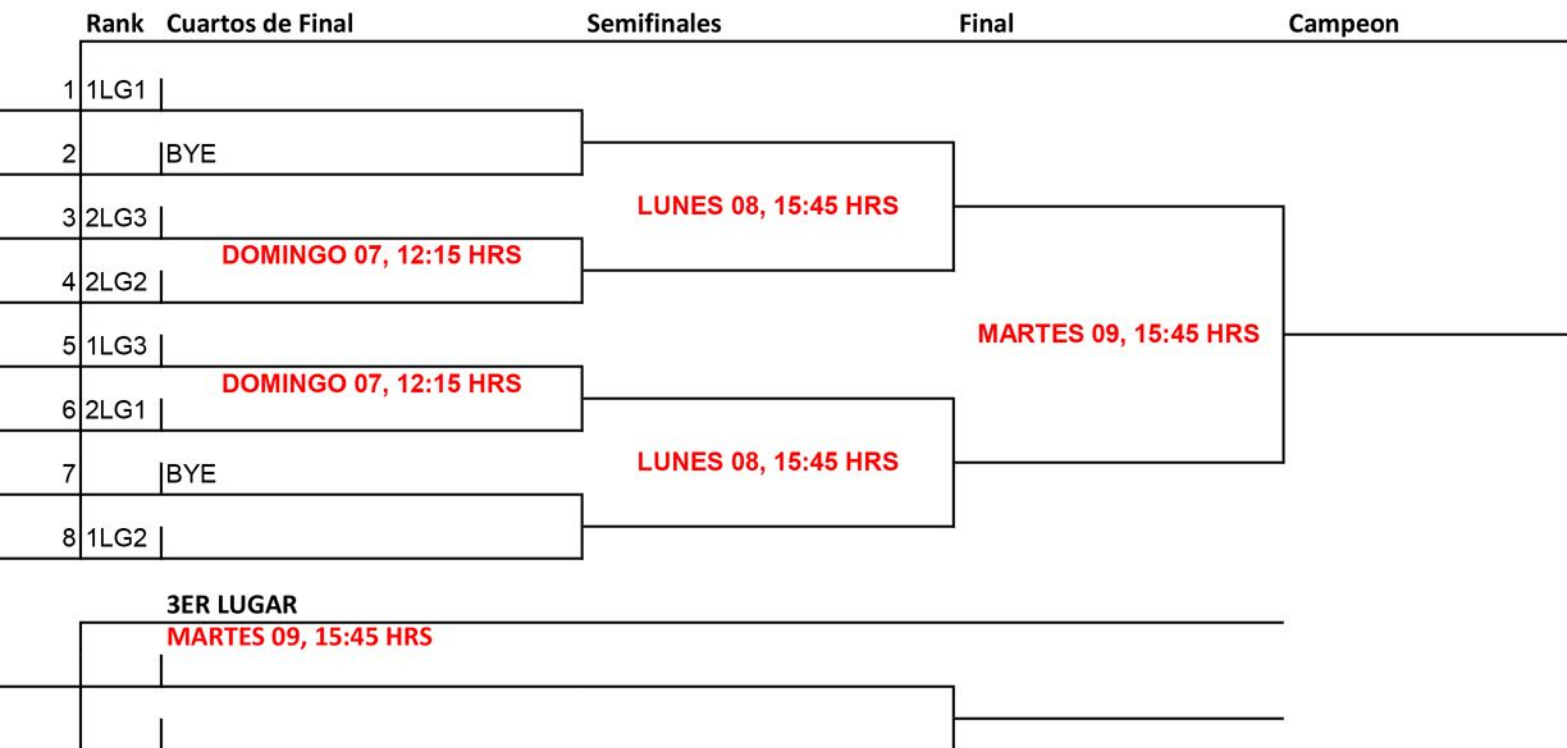 Rank Cuartos de Final Semifinales Final Campeon
1 1LG1
2 BYE
LUNES 08, 15:45 HRS
3 2LG3
DOMINGO 07, 12:15 HRS
4 2LG2
MARTES 09, 15:45 HRS
5 1LG3
DOMINGO 07, 12:15 HRS
6 2LG1
LUNES 08, 15:45 HRS
7 BYE
8 1LG2
3ER LUGAR
MARTES 09, 15:45 HRS